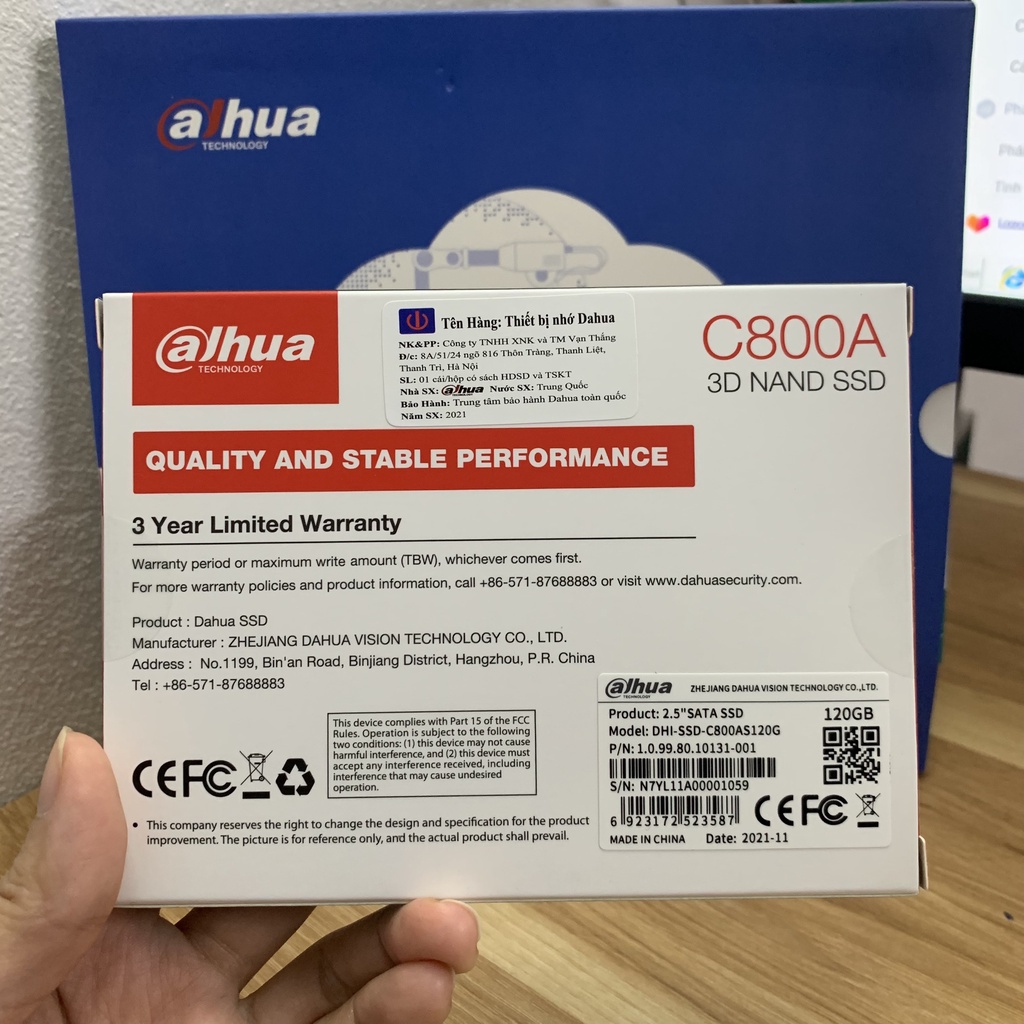 alhua
TECHNOLOGY
alhua
TECHNOLOGY
Tên Hàng: Thiết bị nhớ Dahua
NK&PP: Công ty TNHH XNK và TM Vạn Thắng
Đ/c: 8A/51/24 ngõ 816 Thôn Tràng, Thanh Liệt,
Thanh Trì, Hà Nội
SL: 01 cái/hộp có sách HDSD và TSKT
Nhà SX: alhua Nước SX: Trung Quốc
Bảo Hành: Trung tâm bảo hành Dahua toàn quốc
Năm SX: 2021
C800A
3D NAND SSD
QUALITY AND STABLE PERFORMANCE
3 Year Limited Warranty
Warranty period or maximum write amount (TBW), whichever comes first.
For more warranty policies and product information, call +86-571-87688883 or visit www.dahuasecurity.com.
Product : Dahua SSD
Manufacturer : ZHEJIANG DAHUA VISION TECHNOLOGY CO., LTD.
Address : No.1199, Bin'an Road, Binjiang District, Hangzhou, P.R. China
Tel : +86-571-87688883
CE FC
This device complies with Part 15 of the FCC
Rules. Operation is subject to the following
two conditions: (1) this device may not cause
harmful interference, and (2) this device must
accept any interference received, including
interference that may cause undesired
operation.
• This company reserves the right to change the design and specification for the product
improvement. The picture is for reference only, and the actual product shall prevail.
alhua
TECHNOLOGY
ZHEJIANG DAHUA VISION TECHNOLOGY CO.,LTD.
Product: 2.5"SATA SSD
120GB
Model: DHI-SSD-C800AS120G
P/N: 1.0.99.80.10131-001
S/N: N7YL11A00001059
6 923172 523587
CE FC
MADE IN CHINA Date: 2021-11